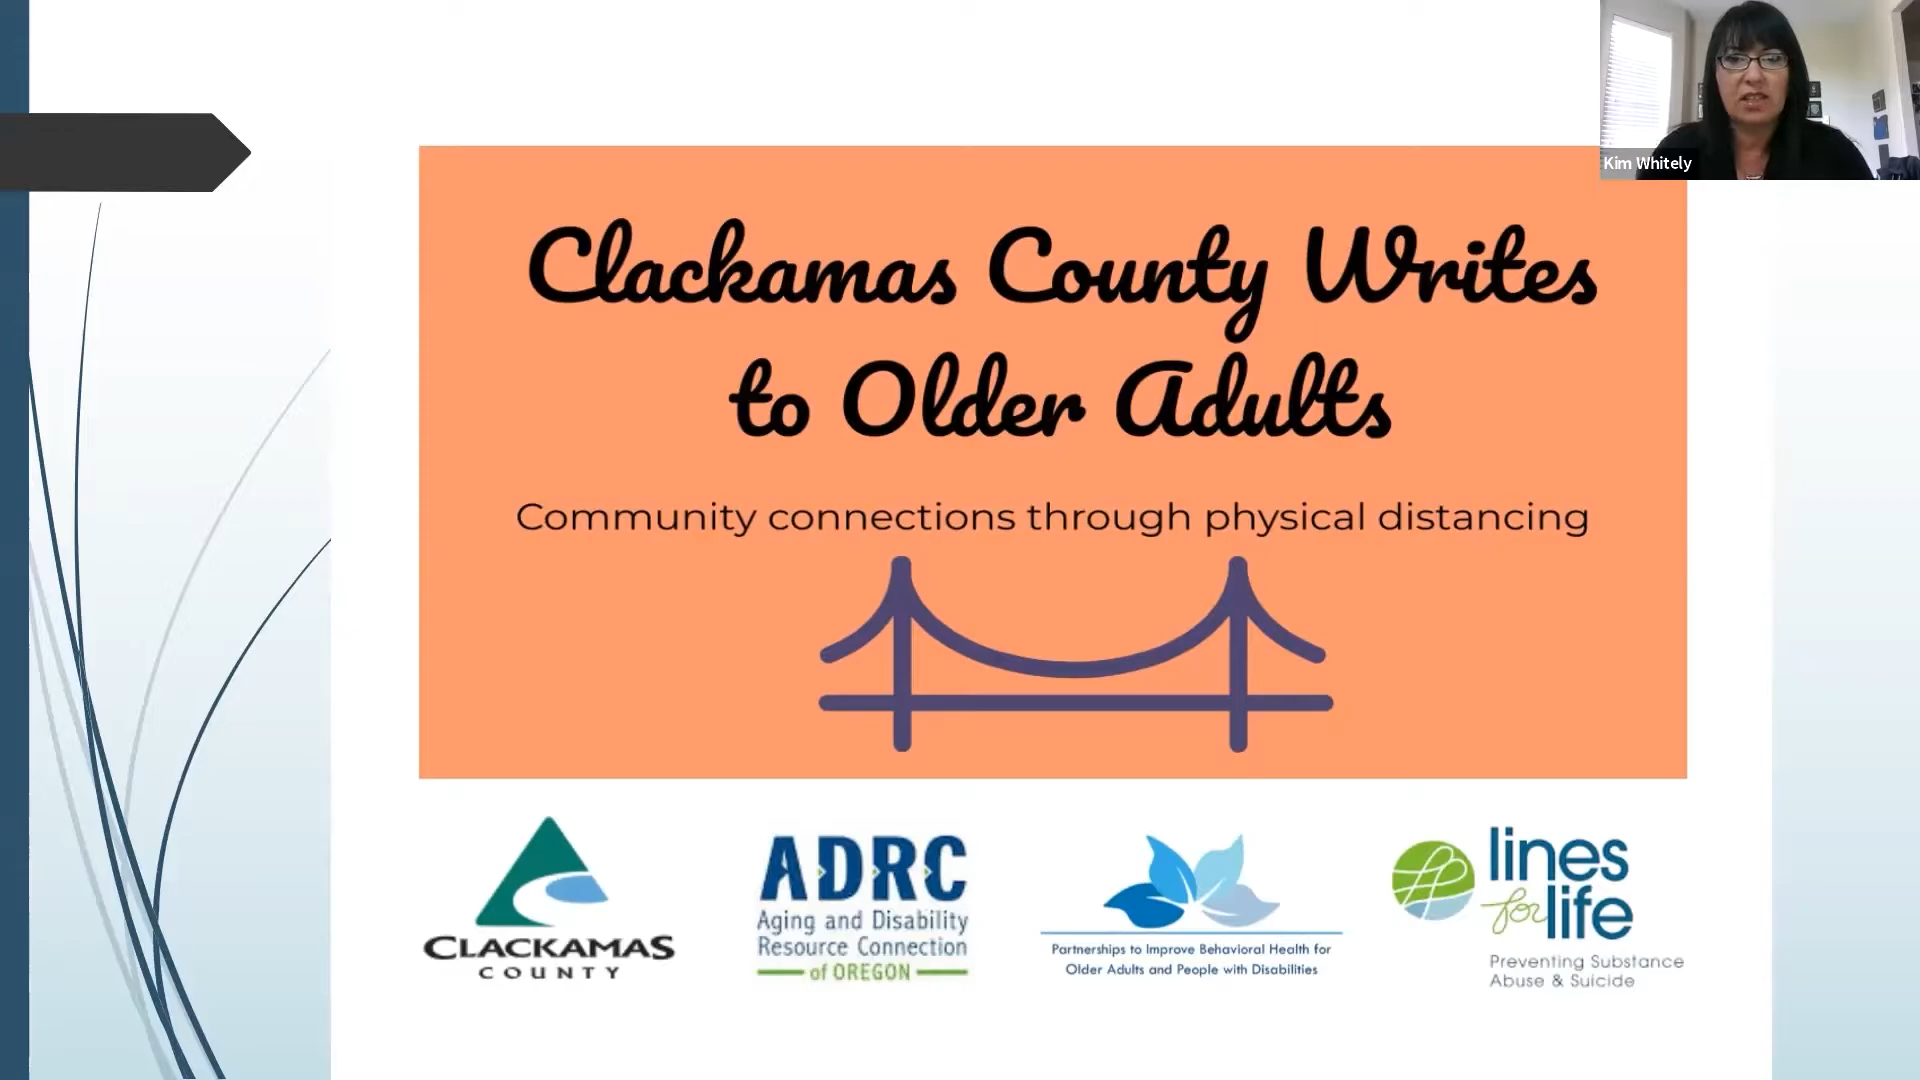 Kim Whitely
Clackamas County Writes
to Older Adults
Community connections through physical distancing
CLACKAMAS
COUNTY
ADRC
Aging and Disability
Resource Connection
of OREGON
Partnerships to Improve Behavioral Health for
Older Adults and People with Disabilities
lines
for life
Preventing Substance
Abuse & Suicide